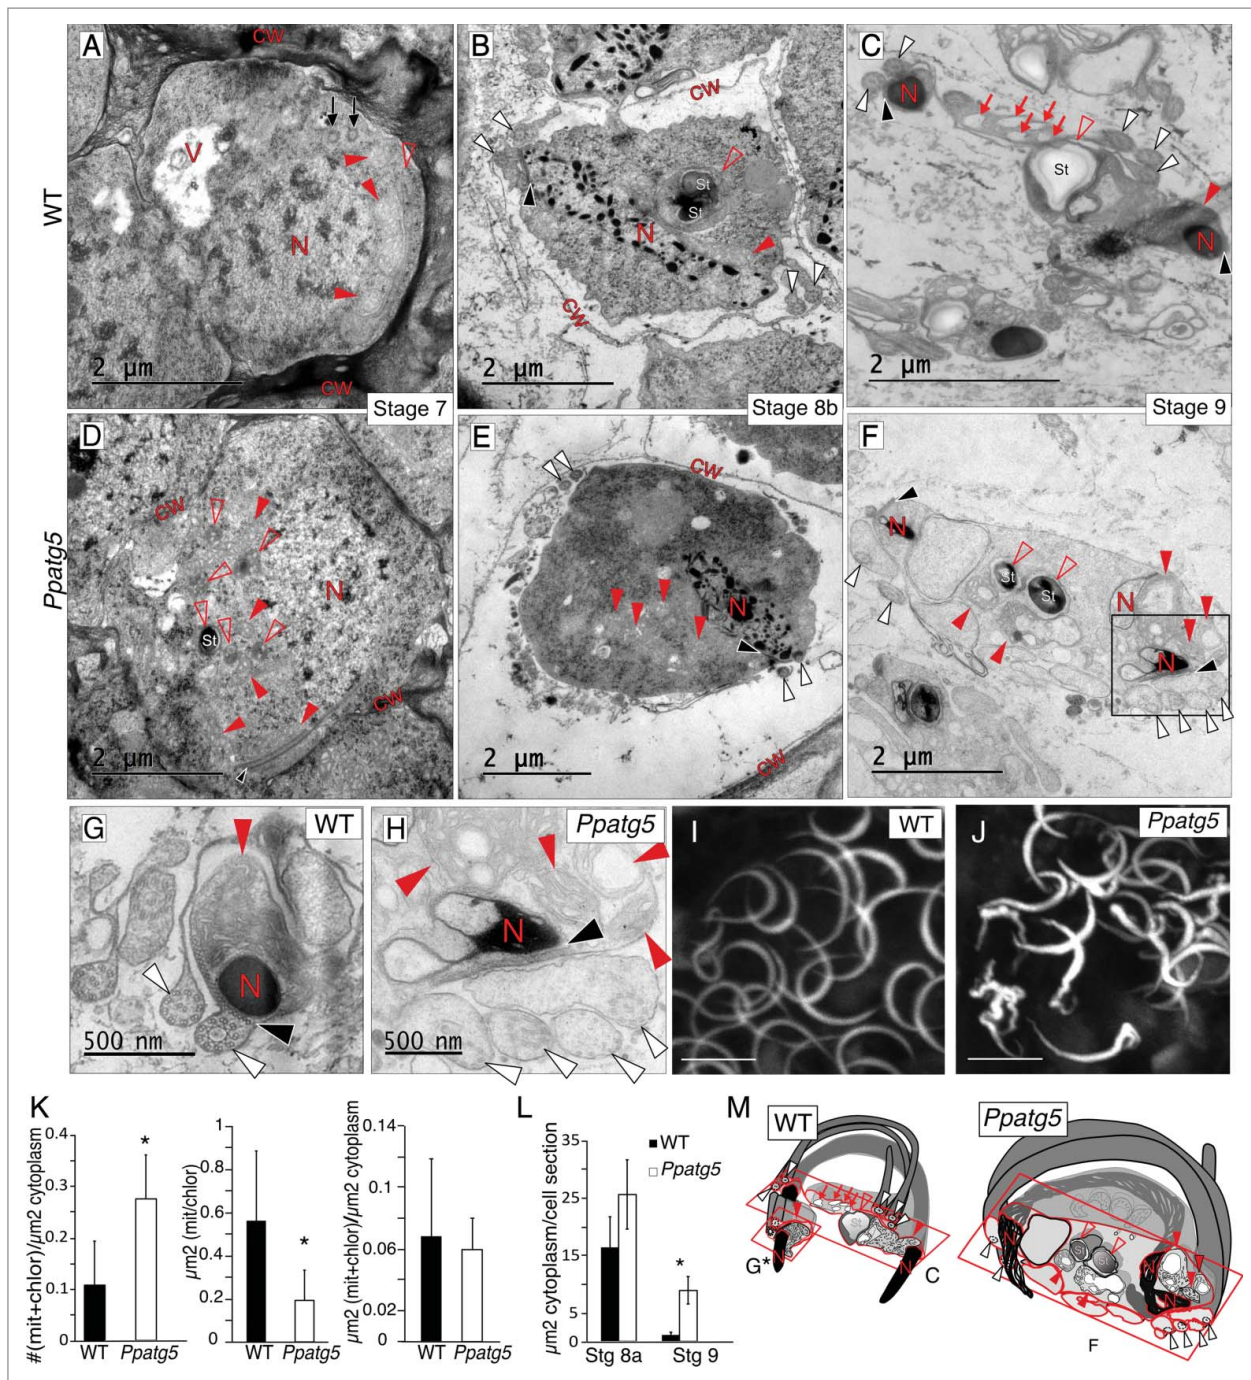 A
CW
V
N
2 µm
CW
Stage 7
WT
B
CW
St
St
N
CW
2 µm
Stage 8b
C
N
St
N
2 µm
Stage 9
D
CW
N
St
CW
2 µm
Ppatg5
E
CW
N
2 µm
CW
F
N
St
St
N
N
2 µm
G
WT
N
500 nm
H
Ppatg5
N
500 nm
I
WT
J
Ppatg5
K
#(mit+chlor)/µm2 cytoplasm
0.4
0.3
0.2
0.1
0
*
WT Ppatg5
µm2 (mit/chlor)
1
0.8
0.6
0.4
0.2
0
*
WT Ppatg5
µm2 (mit+chlor)/µm2 cytoplasm
0.14
0.1
0.06
0.02
0
WT Ppatg5
L
µm2 cytoplasm/cell section
35
25
15
5
0
WT
Ppatg5
*
Stg 8a Stg 9
M
WT
St
N
N
G*
C
Ppatg5
N
St
N
N
F